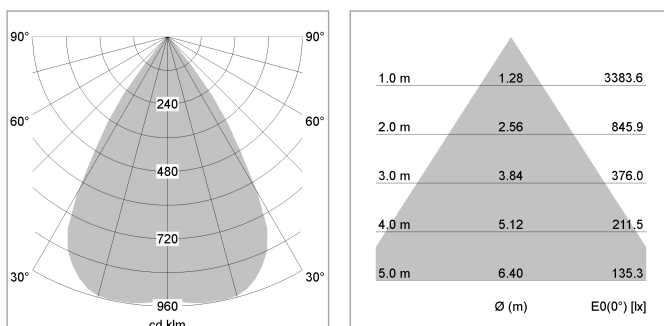 90° 90°
240
60° 60°
480
720
30° 30°
960
cd klm
1.0 m 1.28 3383.6
2.0 m 2.56 845.9
3.0 m 3.84 376.0
4.0 m 5.12 211.5
5.0 m 6.40 135.3
Ø (m) E0(0°) [lx]